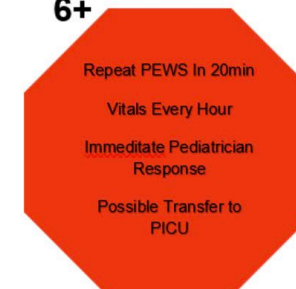 6+
Repeat PEWS In 20min
Vitals Every Hour
Immeditate Pediatrician
Response
Possible Transfer to
PICU